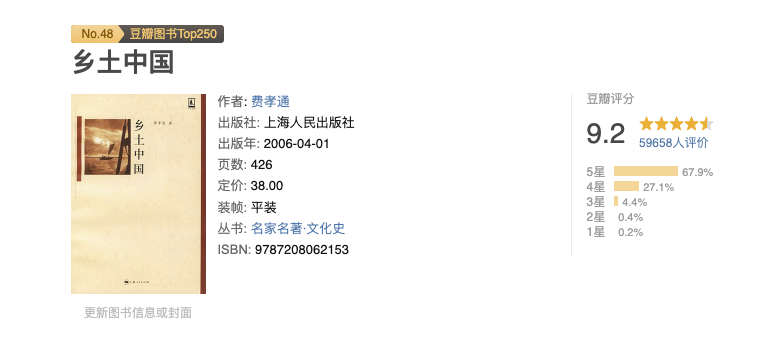 No.48 豆瓣图书Top250
乡土中国
乡土中国
费孝通 著
作者: 费孝通
出版社: 上海人民出版社
出版年: 2006-04-01
页数: 426
定价: 38.00
装帧: 平装
丛书: 名家名著·文化史
ISBN: 9787208062153
更新图书信息或封面
豆瓣评分
9.2
59658人评价
5星 67.9%
4星 27.1%
3星 4.4%
2星 0.4%
1星 0.2%